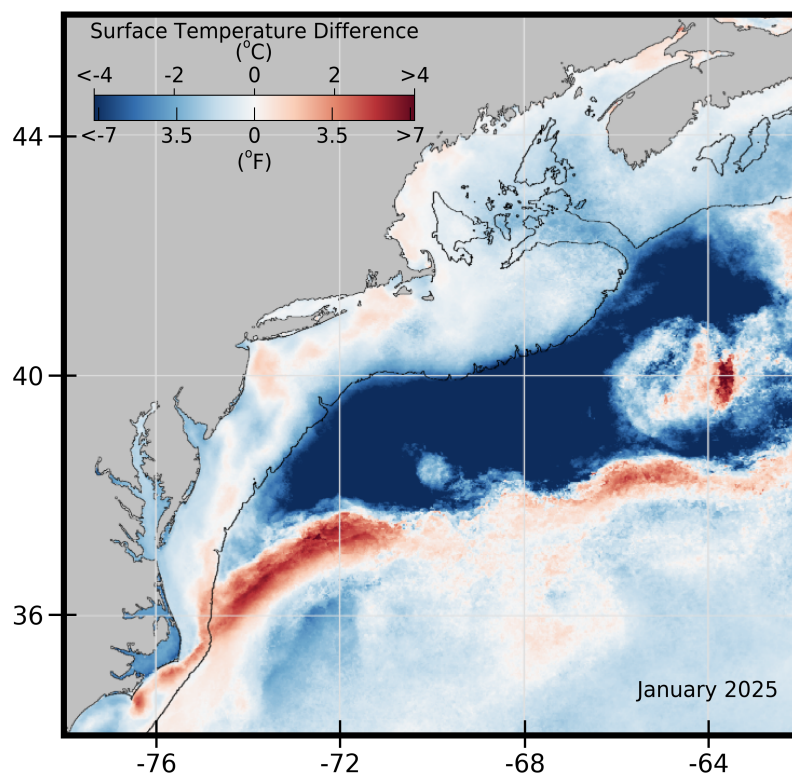 Surface Temperature Difference
(°C)
<-4 -2 0 2 >4
<-7 3.5 0 3.5 >7
(°F)
44
40
36
January 2025
-76 -72 -68 -64